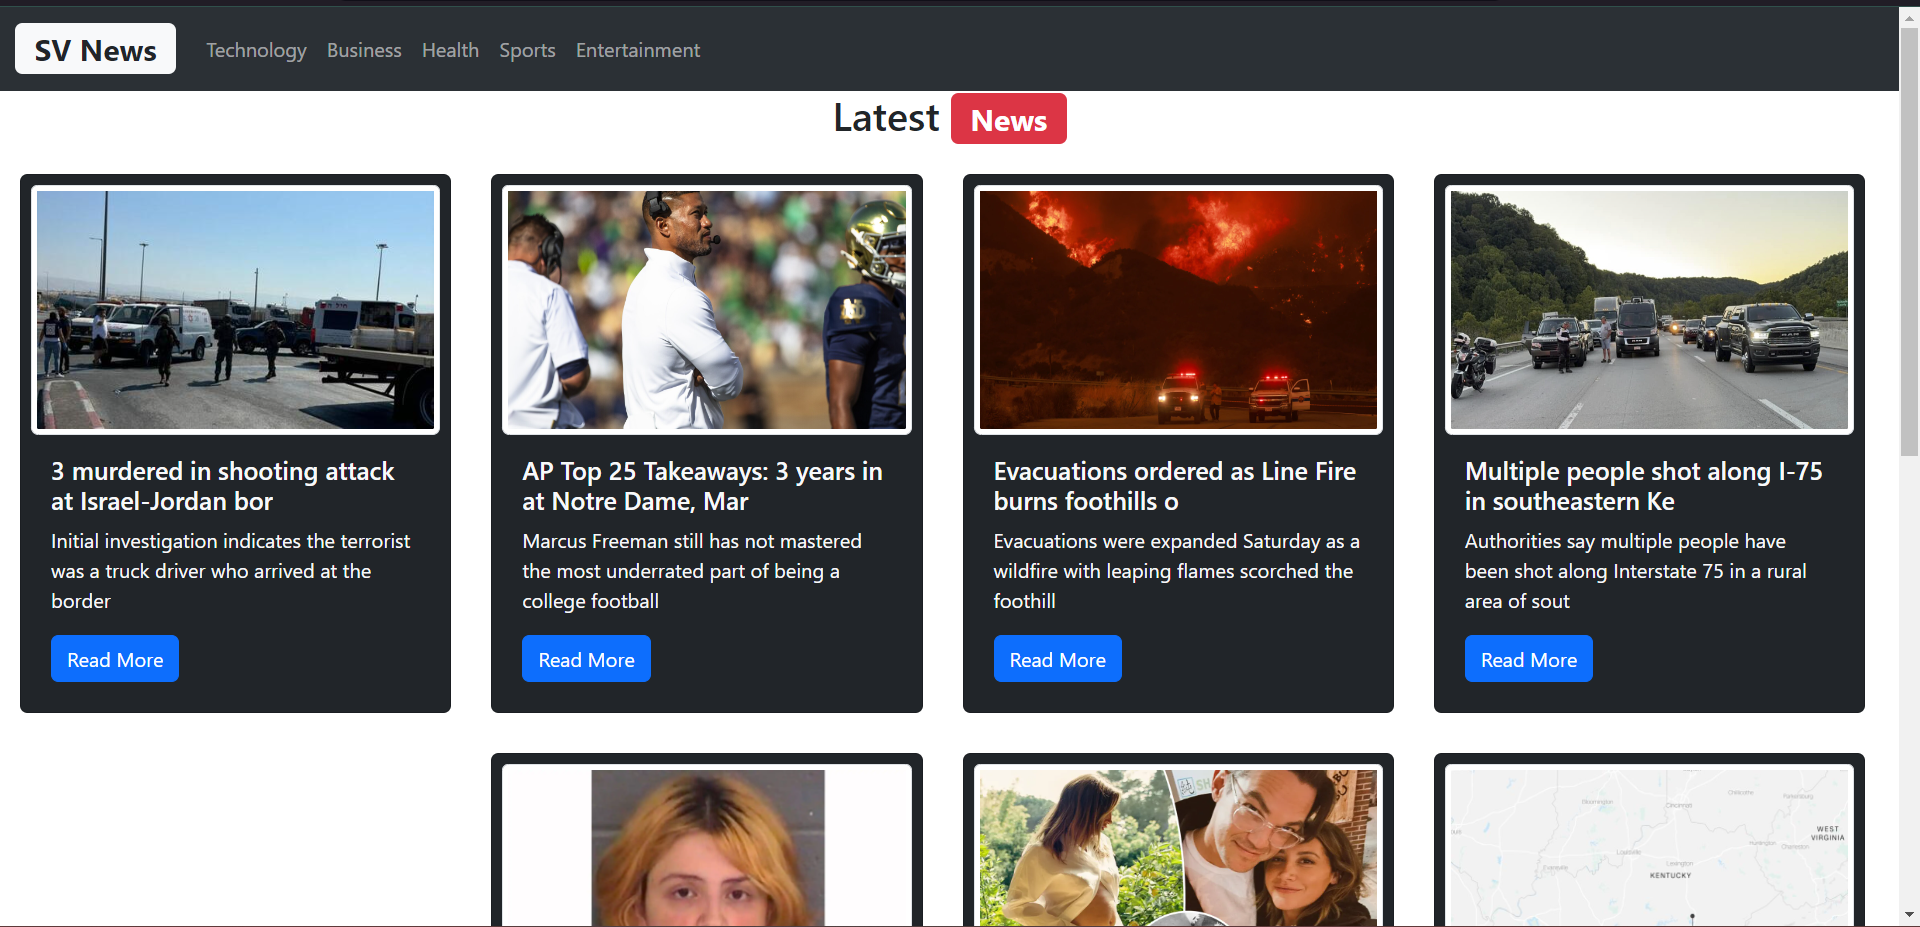 SV News
Technology Business Health Sports Entertainment
Latest News
3 murdered in shooting attack
at Israel-Jordan bor
Initial investigation indicates the terrorist
was a truck driver who arrived at the
border
Read More
AP Top 25 Takeaways: 3 years in
at Notre Dame, Mar
Marcus Freeman still has not mastered
the most underrated part of being a
college football
Read More
Evacuations ordered as Line Fire
burns foothills o
Evacuations were expanded Saturday as a
wildfire with leaping flames scorched the
foothill
Read More
Multiple people shot along I-75
in southeastern Ke
Authorities say multiple people have
been shot along Interstate 75 in a rural
area of sout
Read More
WEST
VIRGINIA
Cincinnati
Louisville
Lexington
KENTUCKY